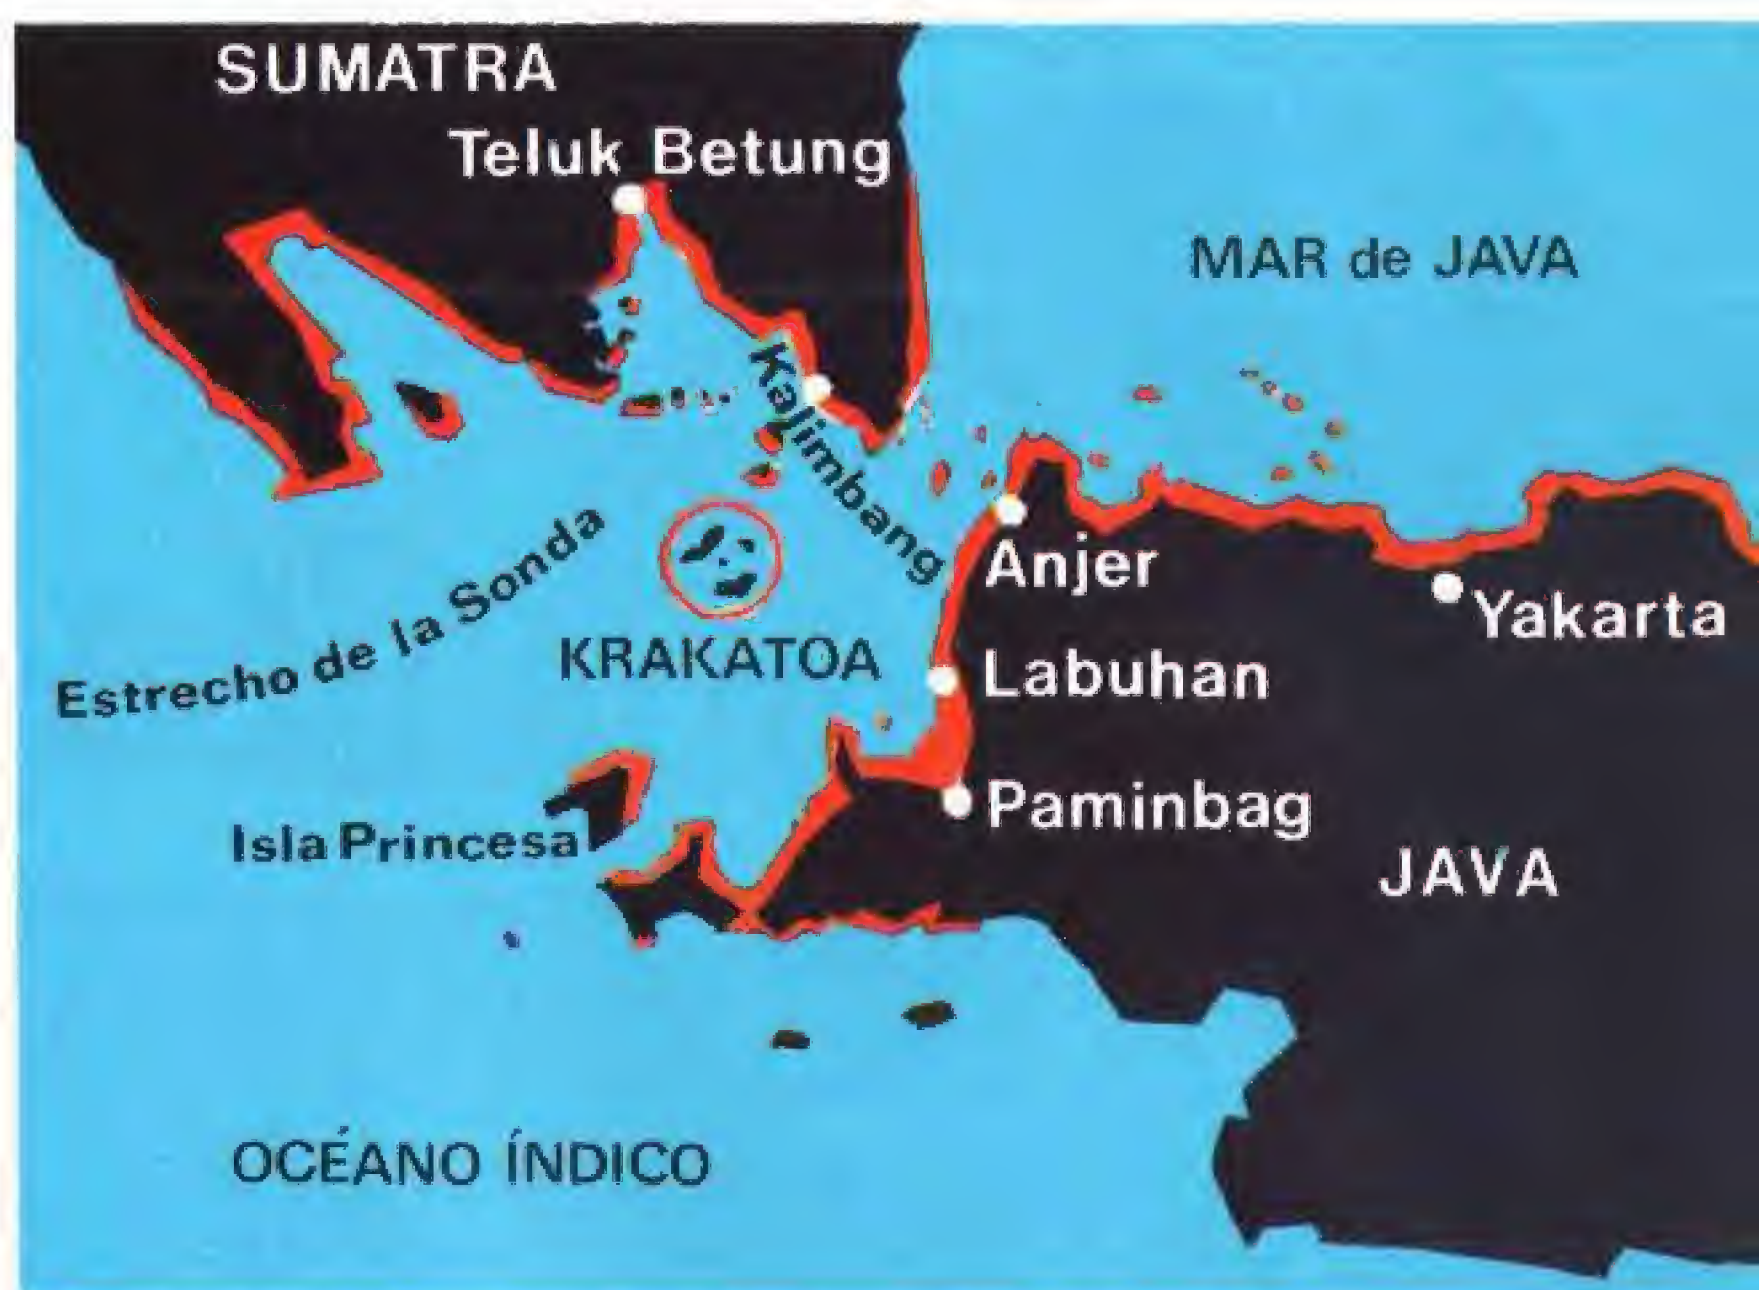 SUMATRA
Teluk Betung
MAR de JAVA
Kalimbang
Estrecho de la Sonda
Anjer
Yakarta
KRAKATOA
Labuhan
Isla Princesa
Paminbag
JAVA
OCÉANO ÍNDICO